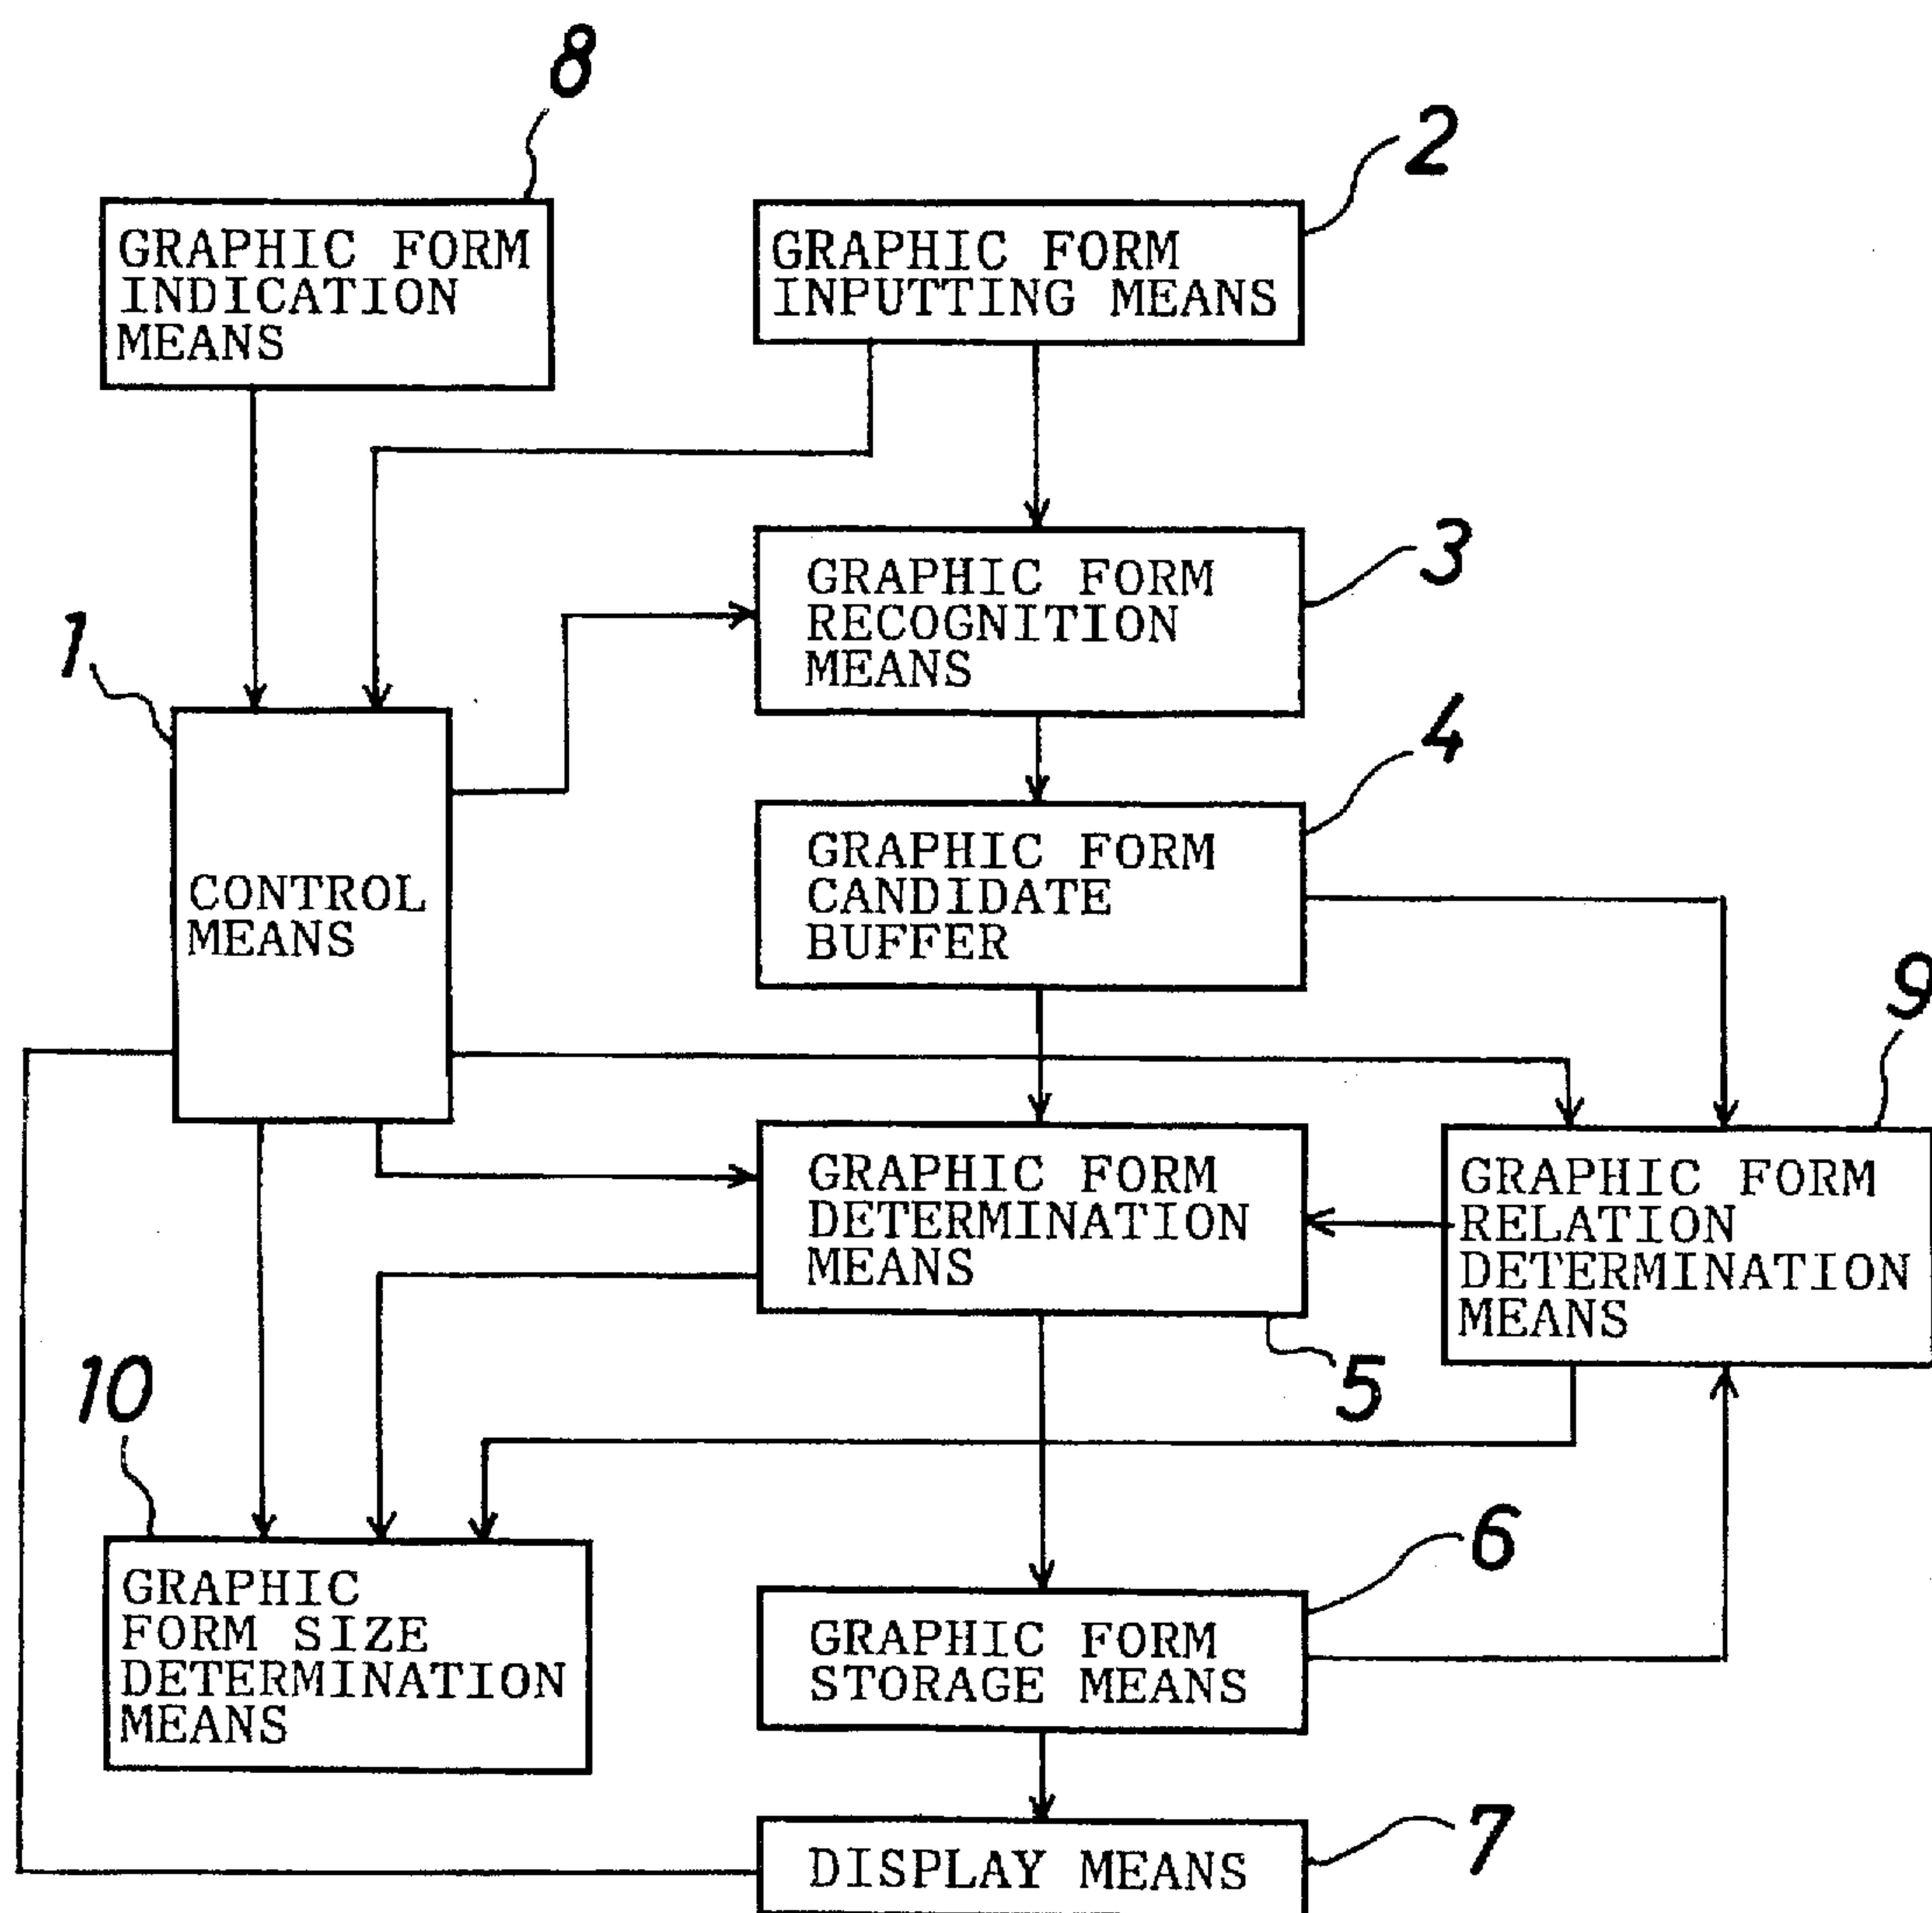 8
2
GRAPHIC FORM
INDICATION
MEANS
GRAPHIC FORM
INPUTTING MEANS
3
GRAPHIC FORM
RECOGNITION
MEANS
1
4
CONTROL
MEANS
GRAPHIC FORM
CANDIDATE
BUFFER
9
GRAPHIC FORM
DETERMINATION
MEANS
GRAPHIC FORM
RELATION
DETERMINATION
MEANS
5
10
6
GRAPHIC
FORM SIZE
DETERMINATION
MEANS
GRAPHIC FORM
STORAGE MEANS
7
DISPLAY MEANS